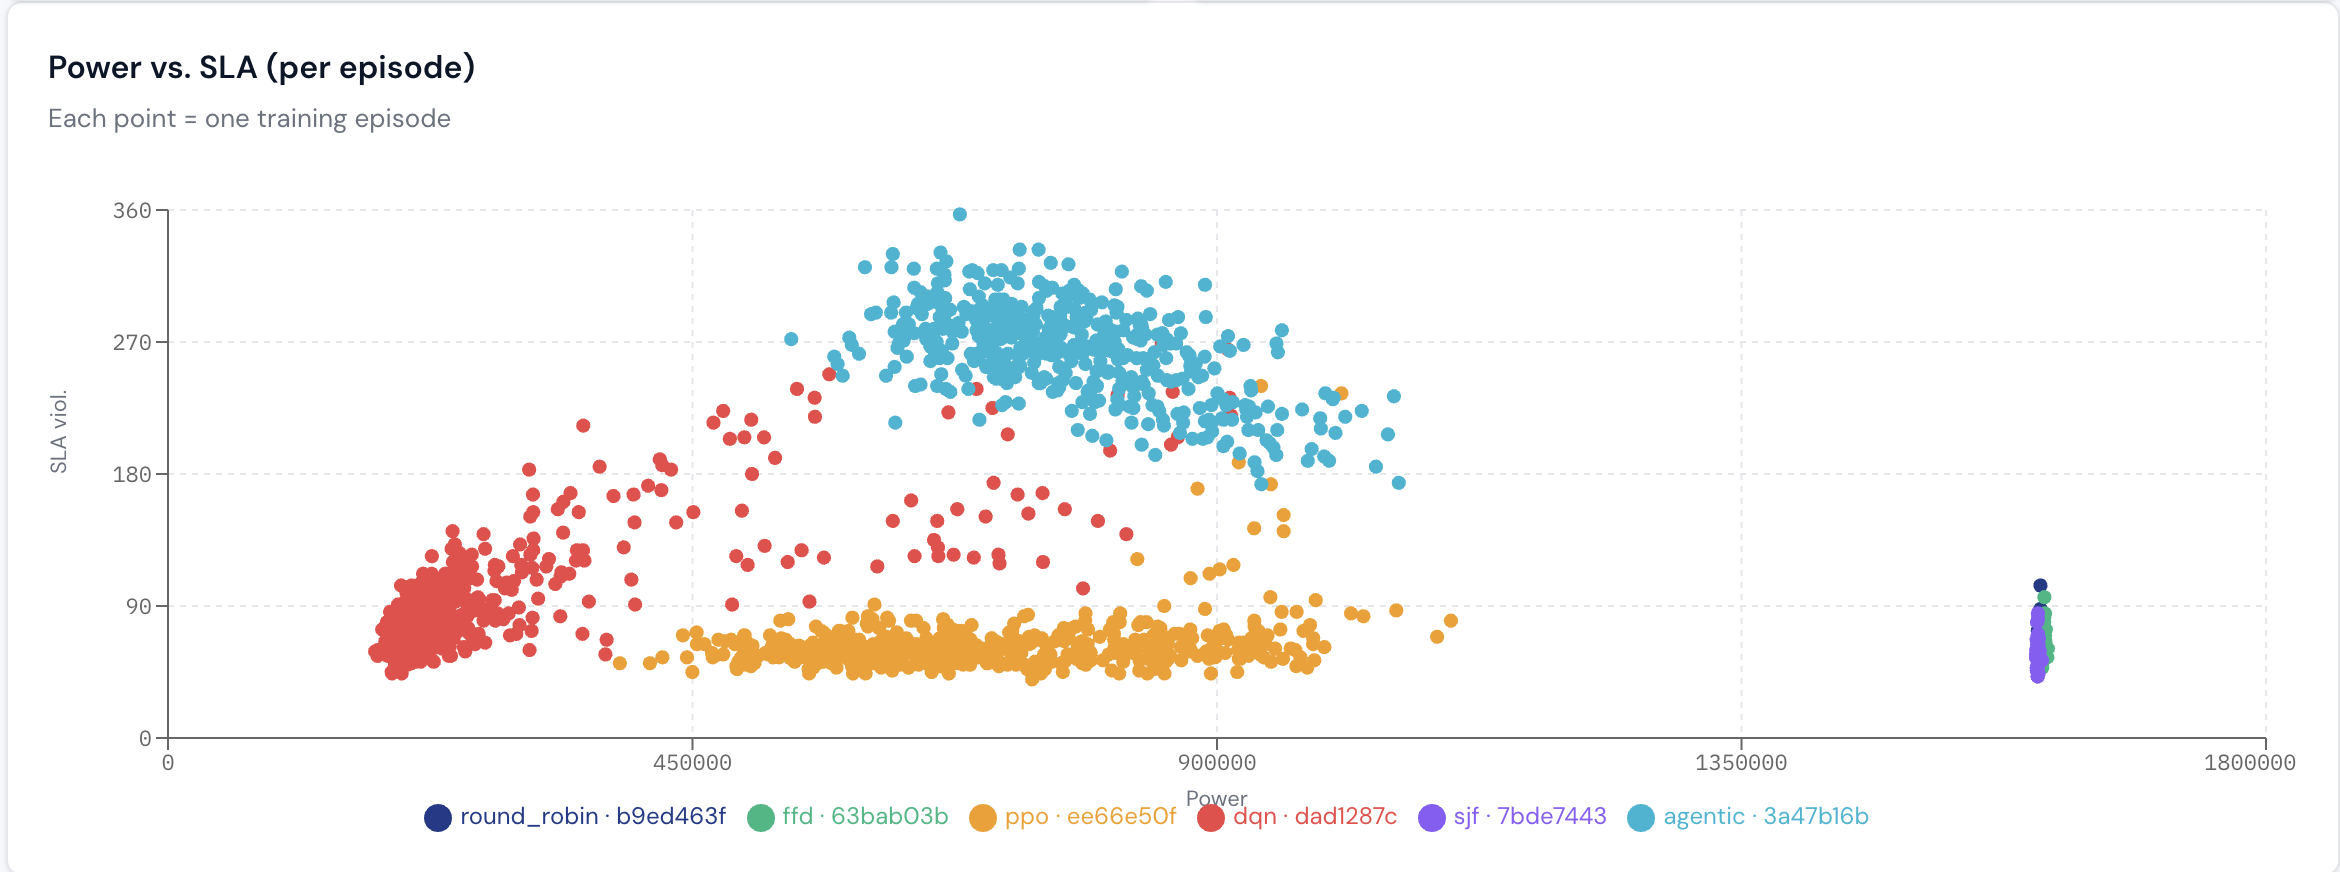 Power vs. SLA (per episode)
Each point = one training episode
360
270
180
90
0
SLA viol.
0 450000 900000 1350000 1800000
Power
round_robin · b9ed463f ffd · 63bab03b ppo · ee66e50f dqn · dad1287c sjf · 7bde7443 agentic · 3a47b16b